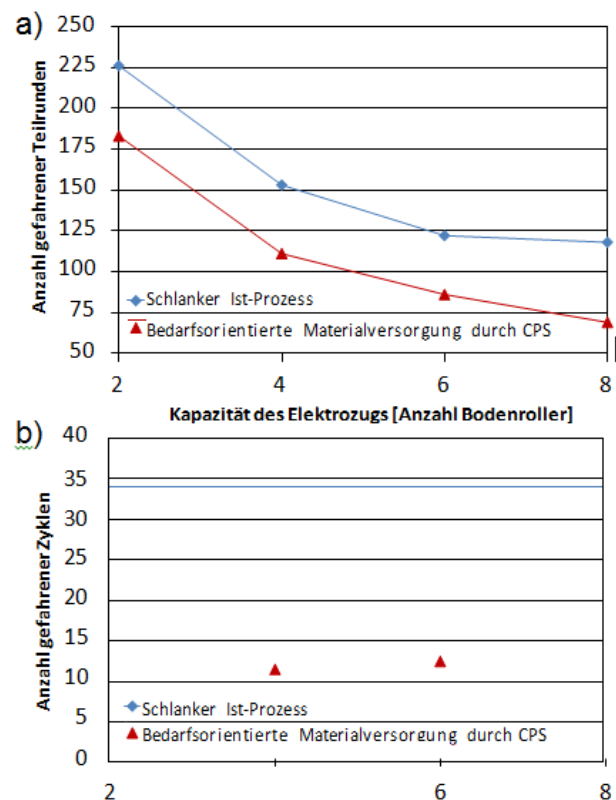 a)
Anzahl gefahrener Teilrunden
250
225
200
175
150
125
100
75
50
Schlanker Ist-Prozess
Bedarfsorientierte Materialversorgung durch CPS
2 4 6 8
Kapazität des Elektrozugs [Anzahl Bodenroller]
b)
Anzahl gefahrener Zyklen
40
35
30
25
20
15
10
5
0
Schlanker Ist-Prozess
Bedarfsorientierte Materialversorgung durch CPS
2 4 6 8